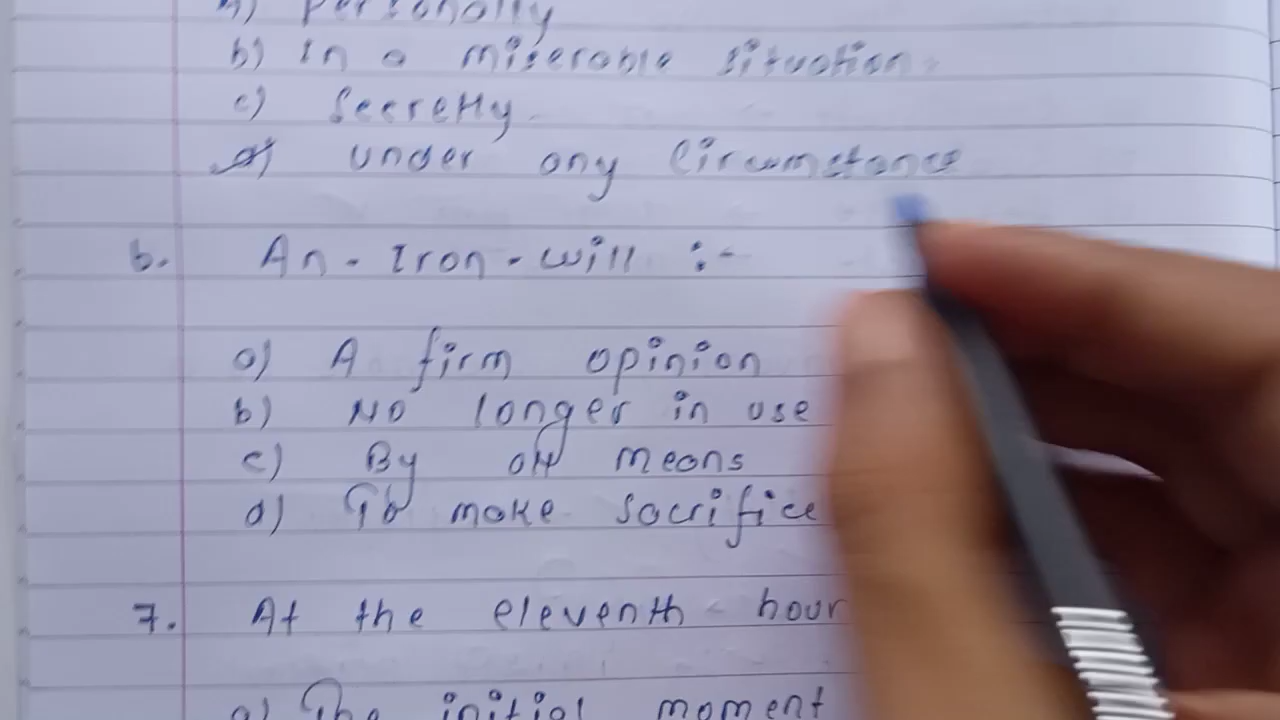 a) Personally
b) In a miserable situation.
c) Secretly.
d) under any Circumstance
6. An-Iron-will :-
a) A firm opinion
b) No longer in use
c) By all means
d) To make sacrifice
7. At the eleventh-hour
a) The initial moment